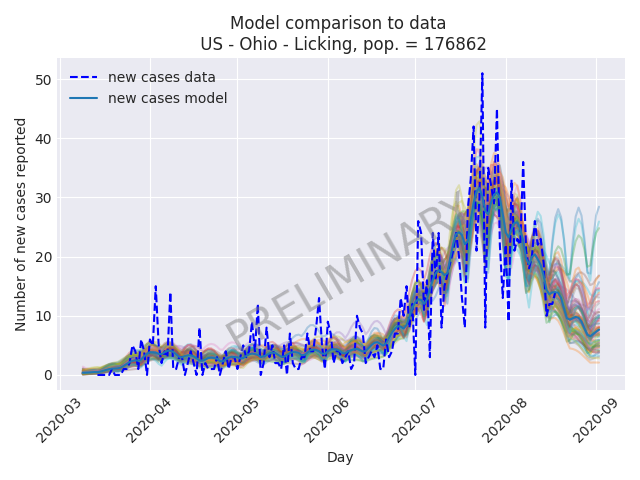 Model comparison to data
US - Ohio - Licking, pop. = 176862
new cases data
new cases model
PRELIMINARY
Number of new cases reported
50
40
30
20
10
0
2020-03
2020-04
2020-05
2020-06
2020-07
2020-08
2020-09
Day